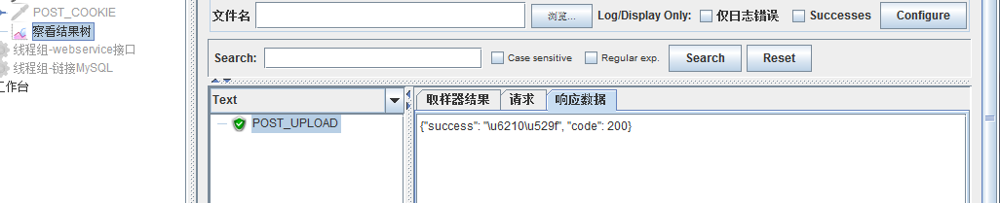 POST_COOKIE
察看结果树
线程组-webservice接口
线程组-链接MySQL
工作台
文件名 浏览... Log/Display Only: 仅日志错误 Successes Configure
Search: Case sensitive Regular exp. Search Reset
Text 取样器结果 请求 响应数据
POST_UPLOAD
{"success": "\u6210\u529f", "code": 200}